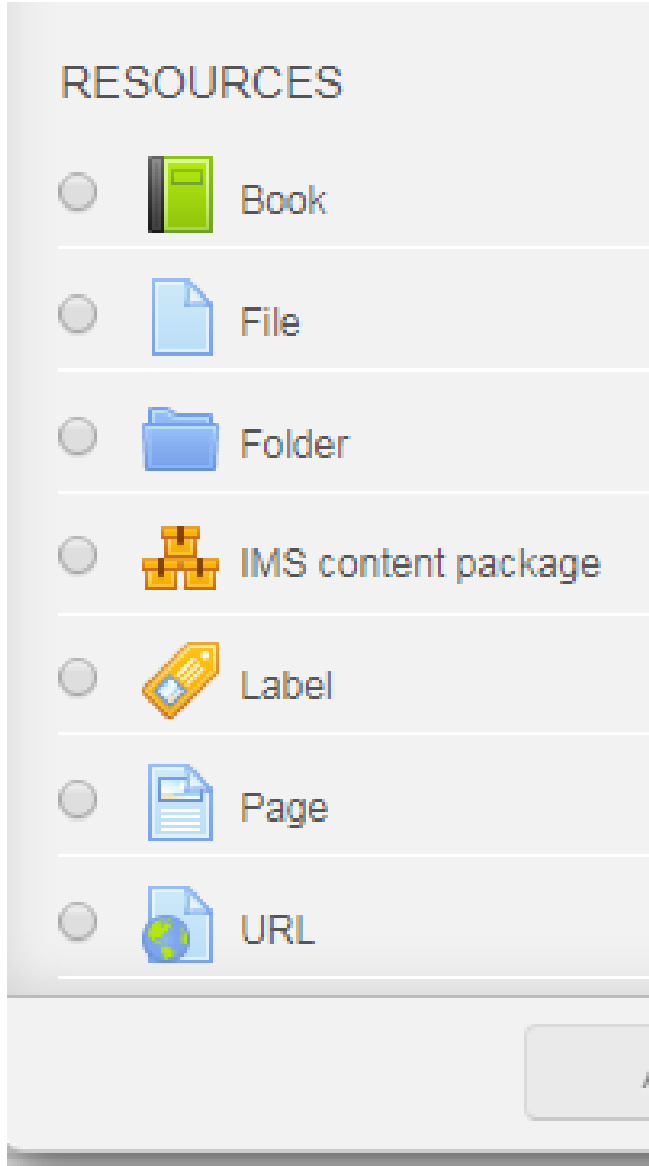 RESOURCES
Book
File
Folder
IMS content package
Label
Page
URL